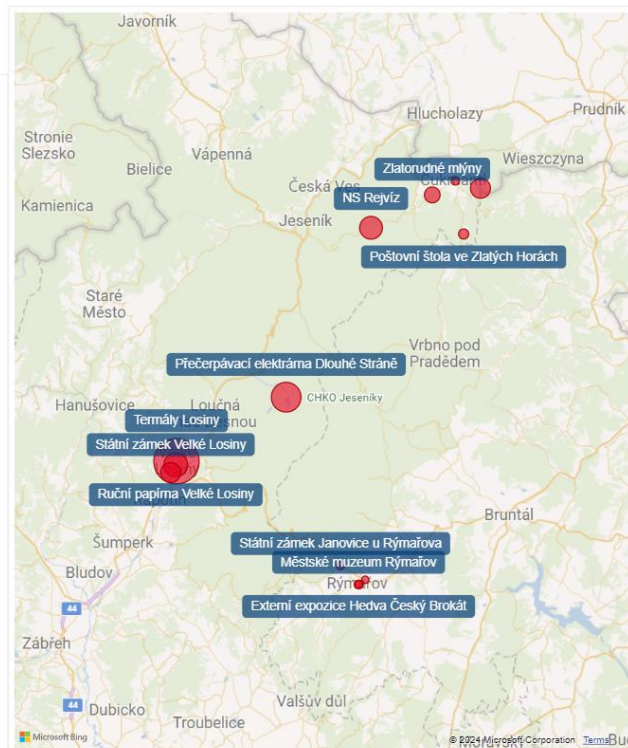 Javorník
Hlucholazy
Prudník
Stronie
Slezsko
Vápenná
Bielice
Zlatorudné mlýny
Wieszczyna
Česká Ves
NS Rejvíz
Kamienica
Jeseník
Poštovní štola ve Zlatých Horách
Staré
Město
Vrbno pod
Pradědem
Přečerpávací elektrárna Dlouhé Stráně
CHKO Jeseníky
Hanušovice
Loučná
Termály Losiny
Státní zámek Velké Losiny
Ruční papírna Velké Losiny
Bruntál
Šumperk
Státní zámek Janovice u Rýmařova
Městské muzeum Rýmařov
Bludov
Rýmařov
Externí expozice Hedva Český Brokát
44
Zábřeh
Valšův důl
44
Dubicko
Troubelice
Moravský
Microsoft Bing
© 2024 Microsoft Corporation Terms